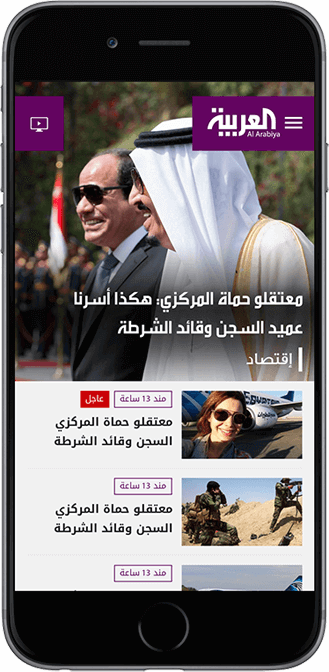 العربية
Al Arabiya
معتقلو حماة المركزي: هكذا أسرنا
عميد السجن وقائد الشرطة
إقتصاد
منذ 13 ساعة
عاجل
معتقلو حماة المركزي
السجن وقائد الشرطة
EGYPT
منذ 13 ساعة
معتقلو حماة المركزي
السجن وقائد الشرطة
منذ 13 ساعة